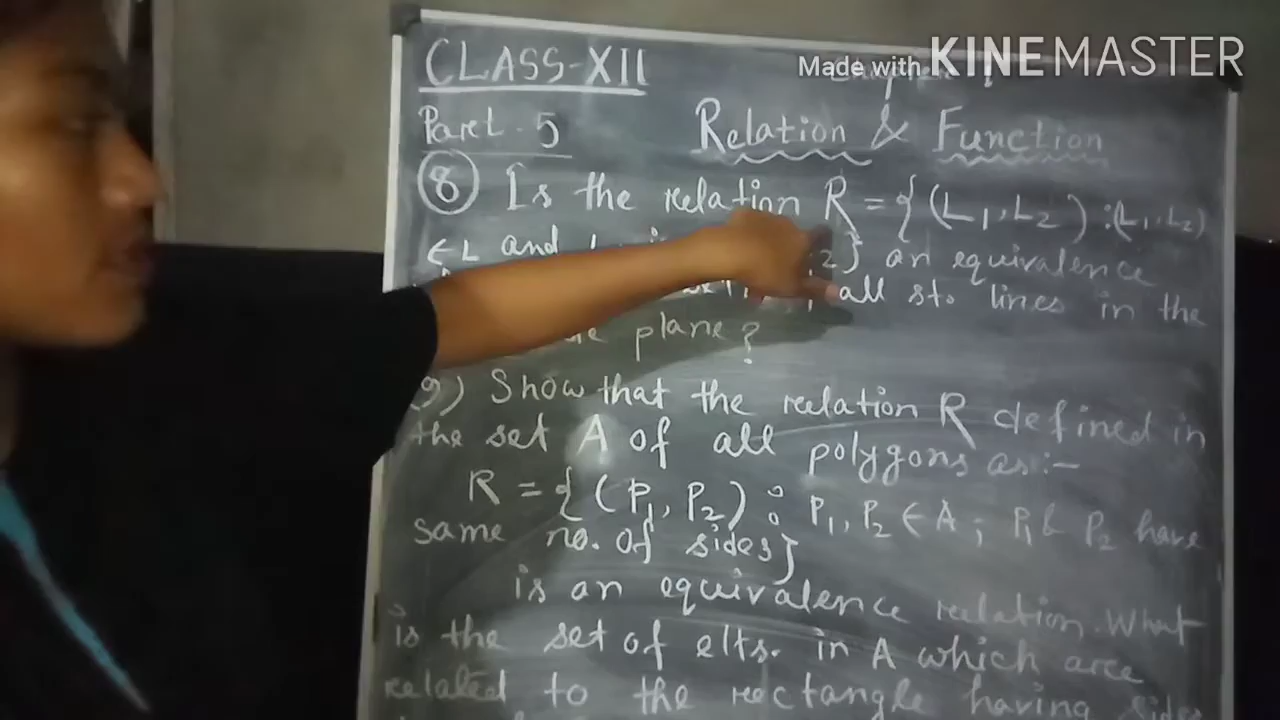 Made with KINEMASTER
CLASS-XII
Part-5 Relation & Function
8 Is the relation R = { (L1, L2) : (L1, L2)
∈ L and } an equivalence
all st. lines in the
plane?
9) Show that the relation R defined in
the set A of all polygons as:-
R = { (P1, P2) : P1, P2 ∈ A ; P1 & P2 have
same no. of sides}
is an equivalence relation. What
is the set of elts. in A which are
related to the rectangle having sides